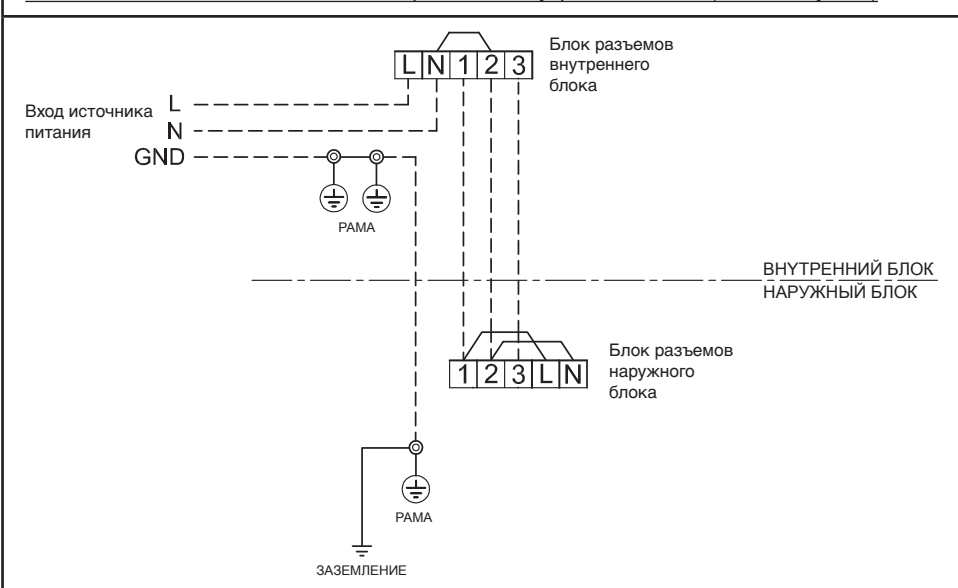 Блок разъемов
внутреннего
блока
L N 1 2 3
Вход источника
питания
L
N
GND
РАМА
ВНУТРЕННИЙ БЛОК
НАРУЖНЫЙ БЛОК
Блок разъемов
наружного
блока
1 2 3 L N
РАМА
ЗАЗЕМЛЕНИЕ